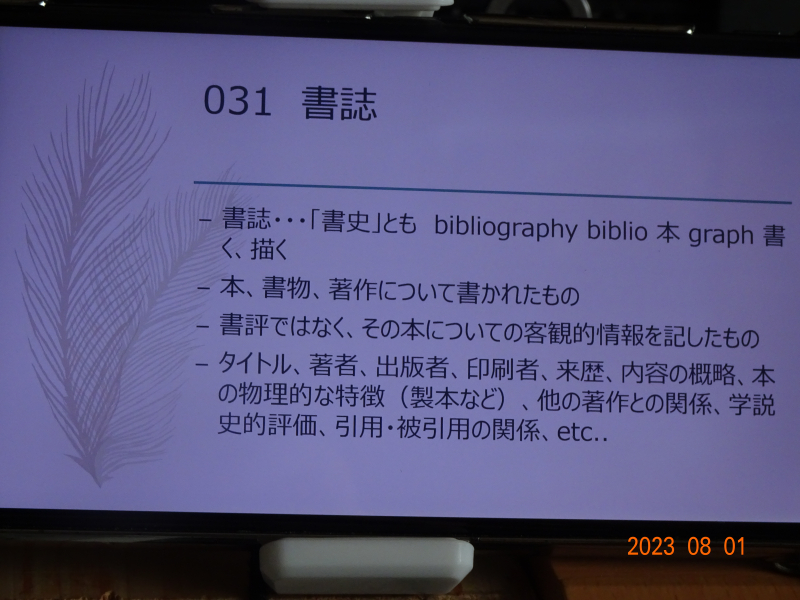 031 書誌
– 書誌・・・「書史」とも bibliography biblio 本 graph 書
く、描く
– 本、書物、著作について書かれたもの
– 書評ではなく、その本についての客観的情報を記したもの
– タイトル、著者、出版者、印刷者、来歴、内容の概略、本
の物理的な特徴（製本など）、他の著作との関係、学説
史的評価、引用・被引用の関係、etc..
2023 08 01